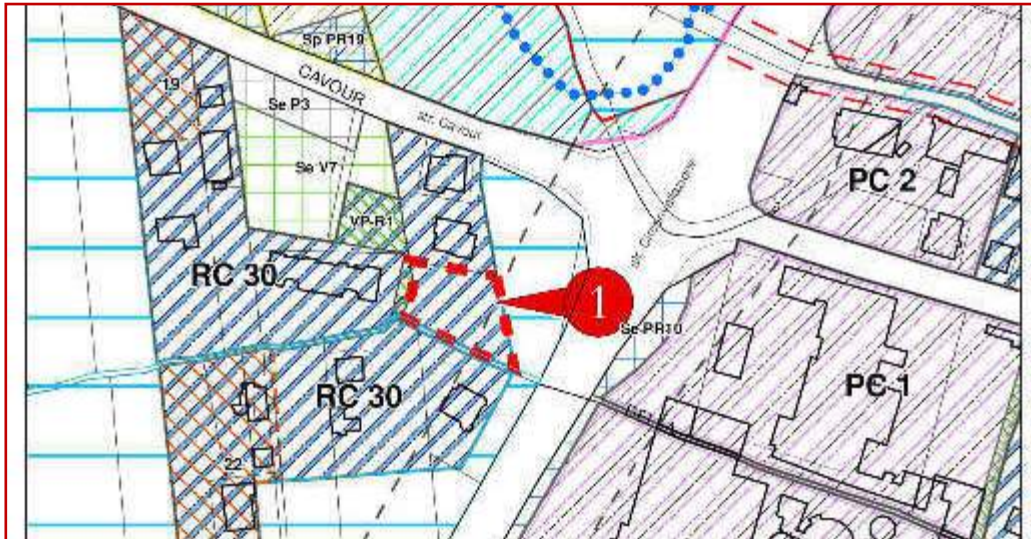 Sp PR19
CAVOUR
str. Cavour
19
Se P3
Se V7
VP-R1
PC 2
RC 30
1
Se PR10
PC 1
RC 30
22